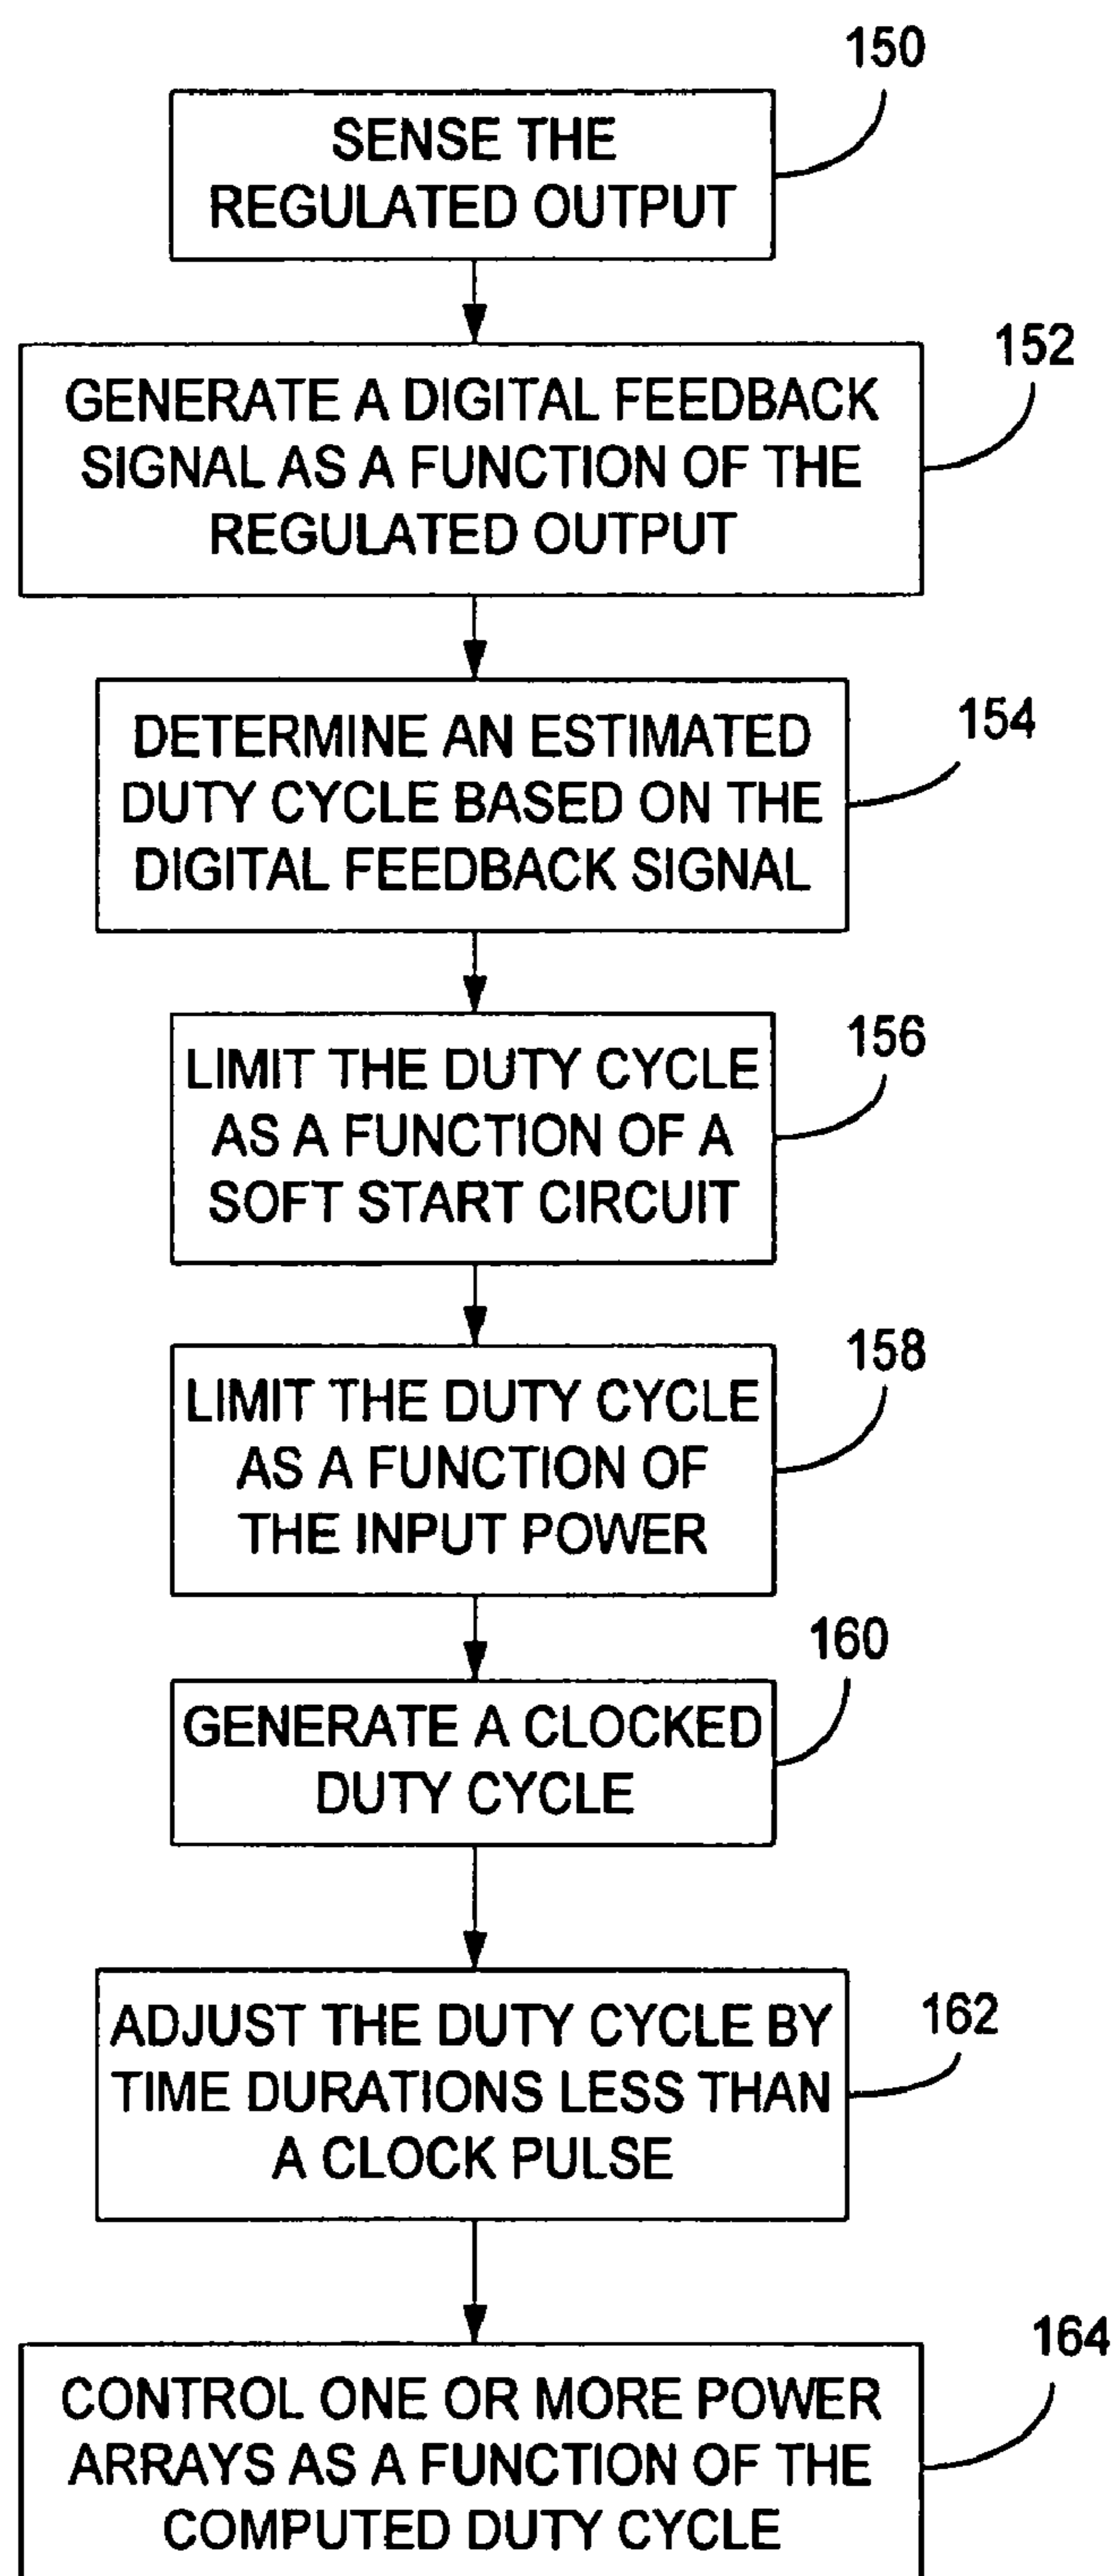 150
SENSE THE
REGULATED OUTPUT
152
GENERATE A DIGITAL FEEDBACK
SIGNAL AS A FUNCTION OF THE
REGULATED OUTPUT
154
DETERMINE AN ESTIMATED
DUTY CYCLE BASED ON THE
DIGITAL FEEDBACK SIGNAL
156
LIMIT THE DUTY CYCLE
AS A FUNCTION OF A
SOFT START CIRCUIT
158
LIMIT THE DUTY CYCLE
AS A FUNCTION OF
THE INPUT POWER
160
GENERATE A CLOCKED
DUTY CYCLE
162
ADJUST THE DUTY CYCLE BY
TIME DURATIONS LESS THAN
A CLOCK PULSE
164
CONTROL ONE OR MORE POWER
ARRAYS AS A FUNCTION OF THE
COMPUTED DUTY CYCLE